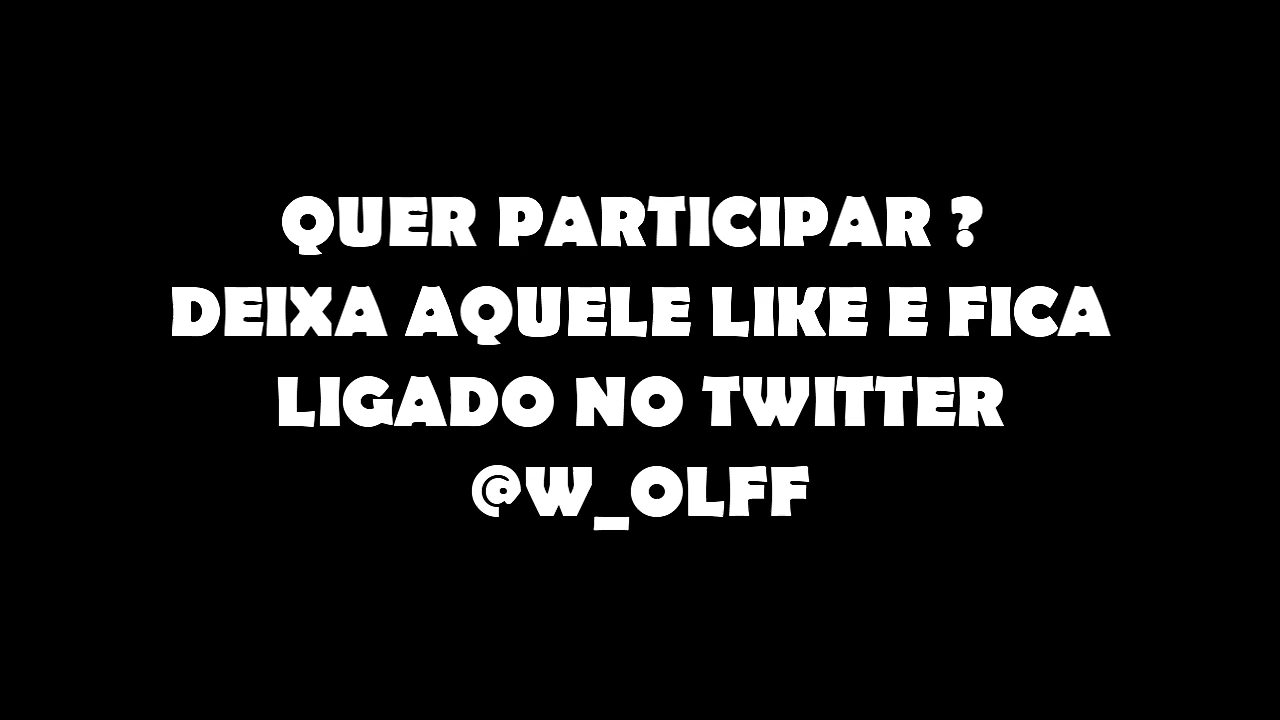 QUER PARTICIPAR ?
DEIXA AQUELE LIKE E FICA
LIGADO NO TWITTER
@W_OLFF